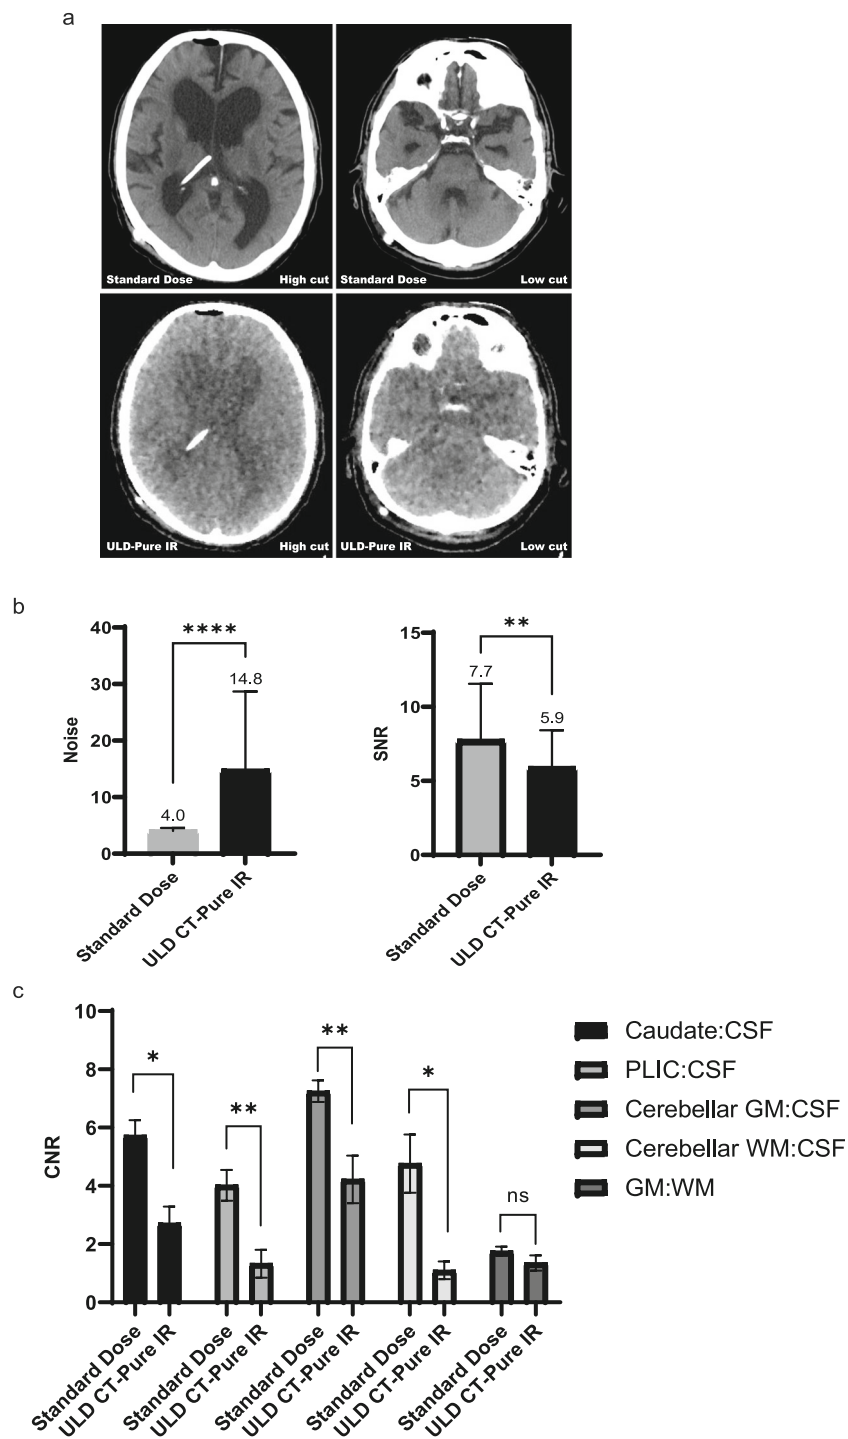 a
Standard Dose High cut
Standard Dose Low cut
ULD-Pure IR High cut
ULD-Pure IR Low cut
b
Noise
40
30
20
10
0
****
4.0
14.8
Standard Dose
ULD CT-Pure IR
SNR
15
10
5
0
**
7.7
5.9
Standard Dose
ULD CT-Pure IR
c
CNR
10
8
6
4
2
0
*
**
**
*
ns
Standard Dose
ULD CT-Pure IR
Standard Dose
ULD CT-Pure IR
Standard Dose
ULD CT-Pure IR
Standard Dose
ULD CT-Pure IR
Standard Dose
ULD CT-Pure IR
Caudate:CSF
PLIC:CSF
Cerebellar GM:CSF
Cerebellar WM:CSF
GM:WM